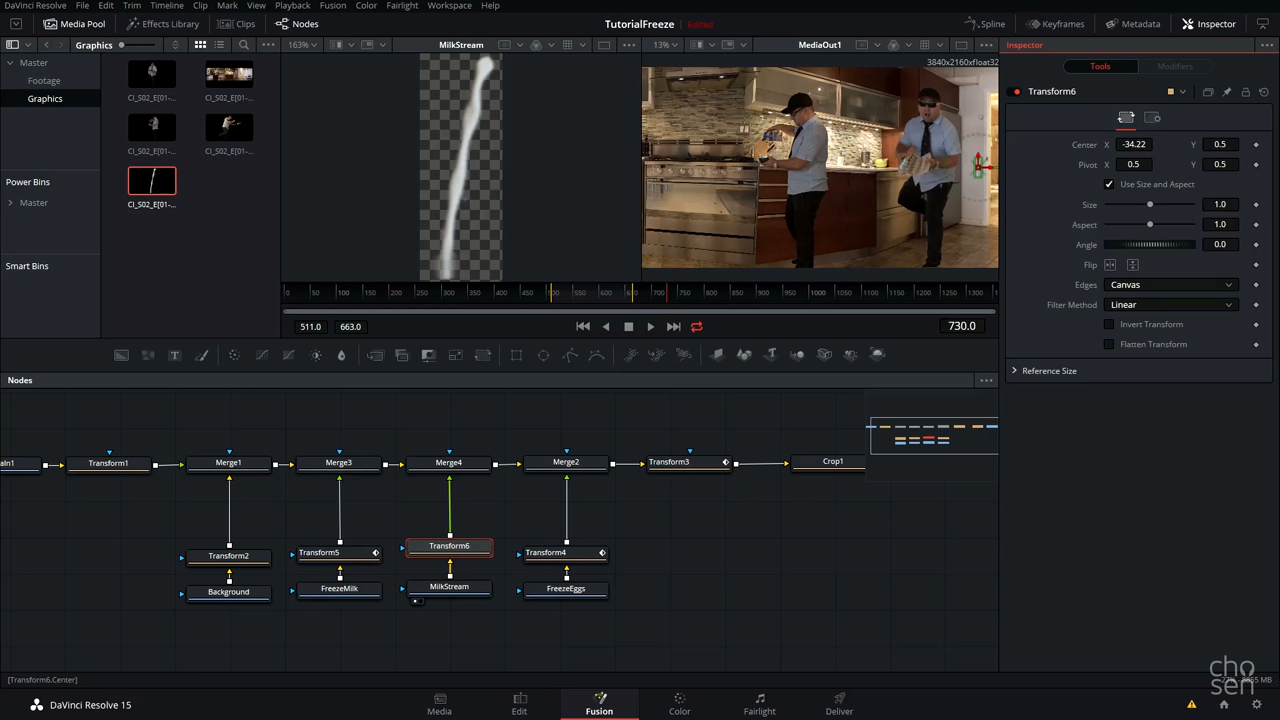 DaVinci Resolve File Edit Trim Timeline Clip Mark View Playback Fusion Color Fairlight Workspace Help
Media Pool Effects Library Clips Nodes TutorialFreeze Edited Spline Keyframes Metadata Inspector
Graphics 163% MilkStream 13% MediaOut1 Inspector
3840x2160xfloat32
Master
Footage
Graphics
Power Bins
Master
Smart Bins
CI_S02_E[01-... CI_S02_E[01-...
CI_S02_E[01-... CI_S02_E[01-...
CI_S02_E[01-...
Tools Modifiers
Transform6
Center X -34.22 Y 0.5
Pivot X 0.5 Y 0.5
Use Size and Aspect
Size 1.0
Aspect 1.0
Angle 0.0
Flip
Edges Canvas
Filter Method Linear
Invert Transform
Flatten Transform
Reference Size
0 50 100 150 200 250 300 350 400 450 500 550 600 650 700 750 800 850 900 950 1000 1050 1100 1150 1200 1250 1300
511.0 663.0 730.0
Nodes
Transform1 Merge1 Merge3 Merge4 Merge2 Transform3 Crop1
Transform2 Transform5 Transform6 Transform4
Background FreezeMilk MilkStream FreezeEggs
[Transform6.Center]
chosen
DaVinci Resolve 15
Media Edit Fusion Color Fairlight Deliver